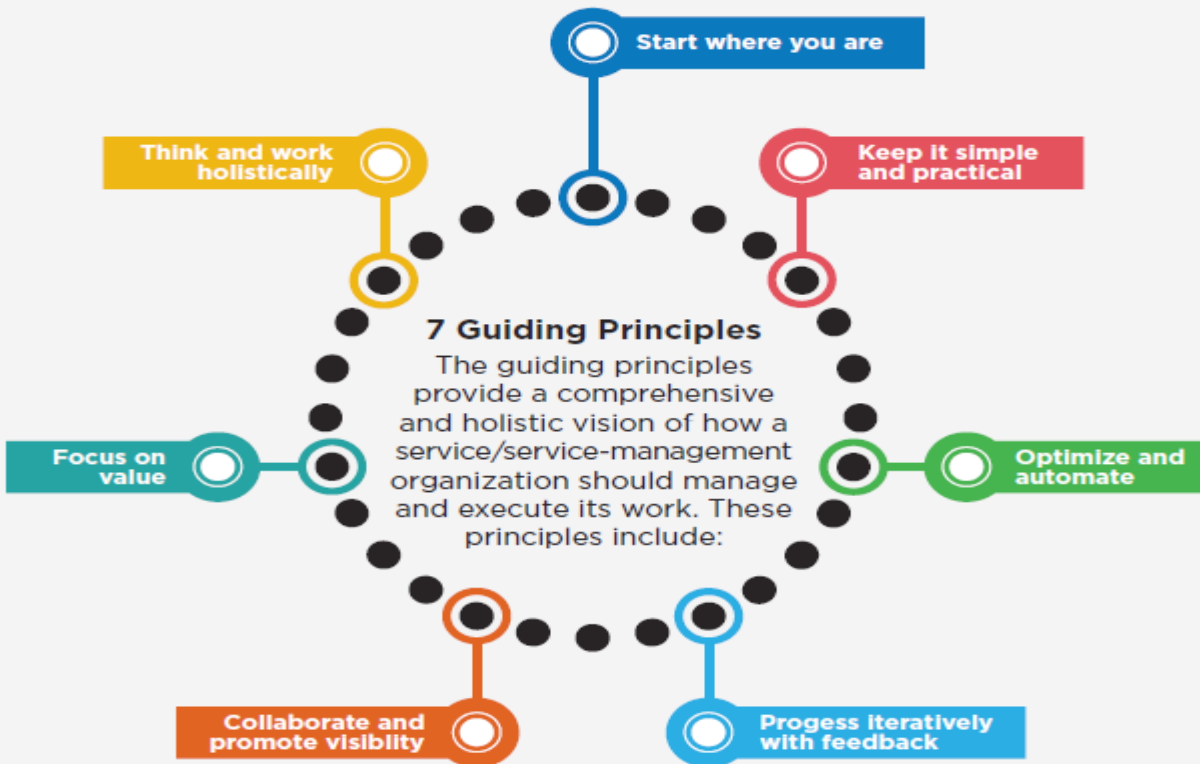 Start where you are
Think and work
holistically
Keep it simple
and practical
7 Guiding Principles
The guiding principles
provide a comprehensive
and holistic vision of how a
service/service-management
organization should manage
and execute its work. These
principles include:
Focus on
value
Optimize and
automate
Collaborate and
promote visiblity
Progess iteratively
with feedback